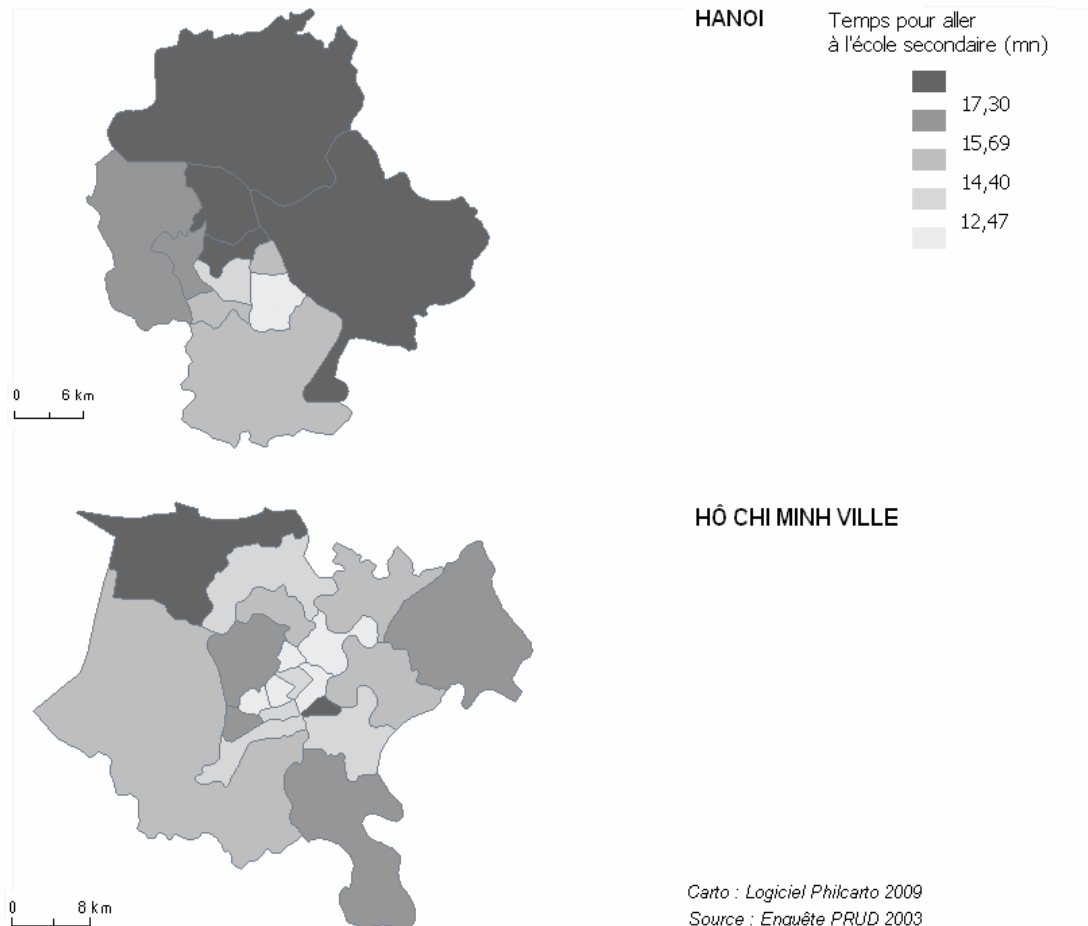 HANOI
Temps pour aller
à l'école secondaire (mn)
17,30
15,69
14,40
12,47
0 6 km
HÔ CHI MINH VILLE
0 8 km
Carto : Logiciel Philcarto 2009
Source : Enquête PRUD 2003